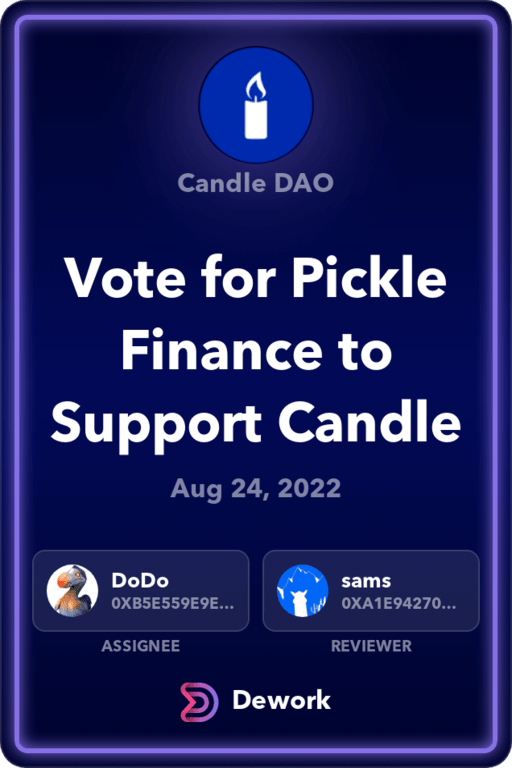 Candle DAO
Vote for Pickle
Finance to
Support Candle
Aug 24, 2022
DoDo
0XB5E559E9E...
ASSIGNEE
sams
0XA1E94270...
REVIEWER
Dework